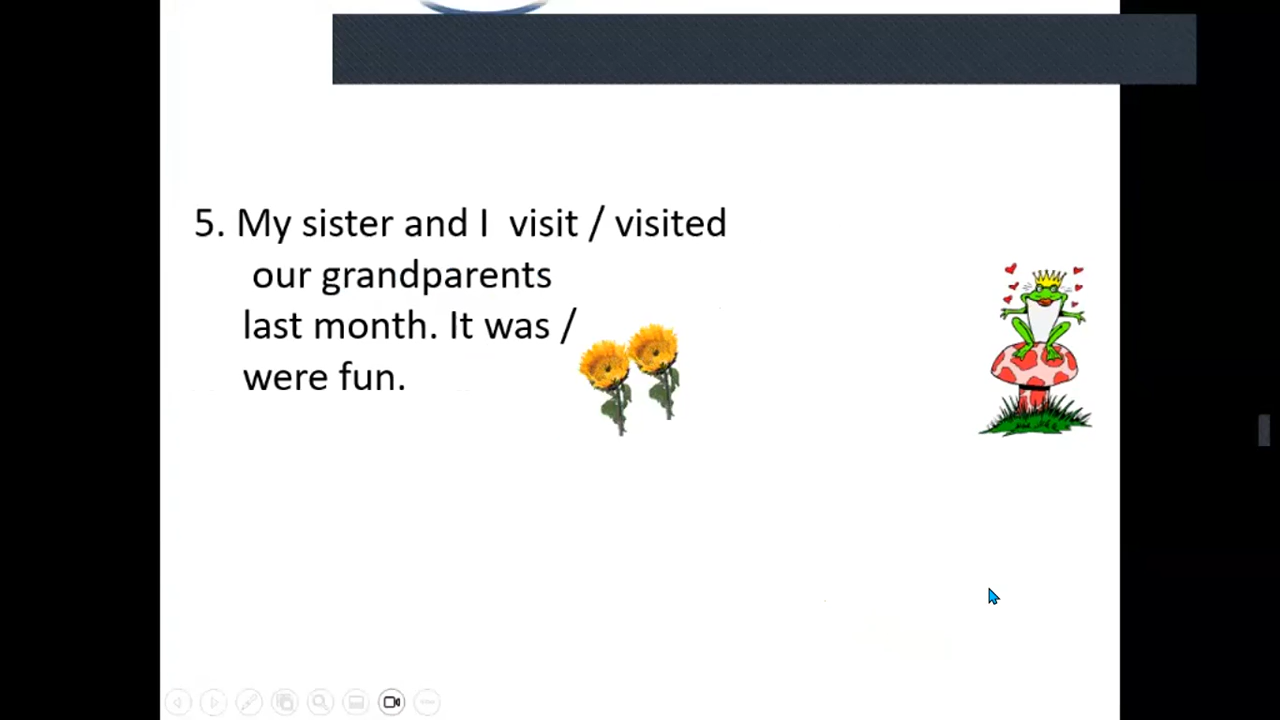 5. My sister and I visit / visited
our grandparents
last month. It was /
were fun.